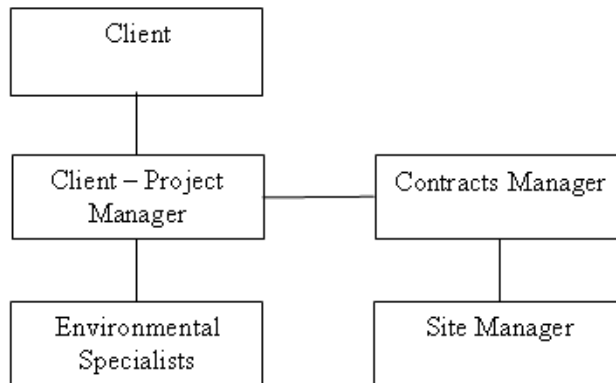 Client
Client – Project
Manager
Contracts Manager
Environmental
Specialists
Site Manager